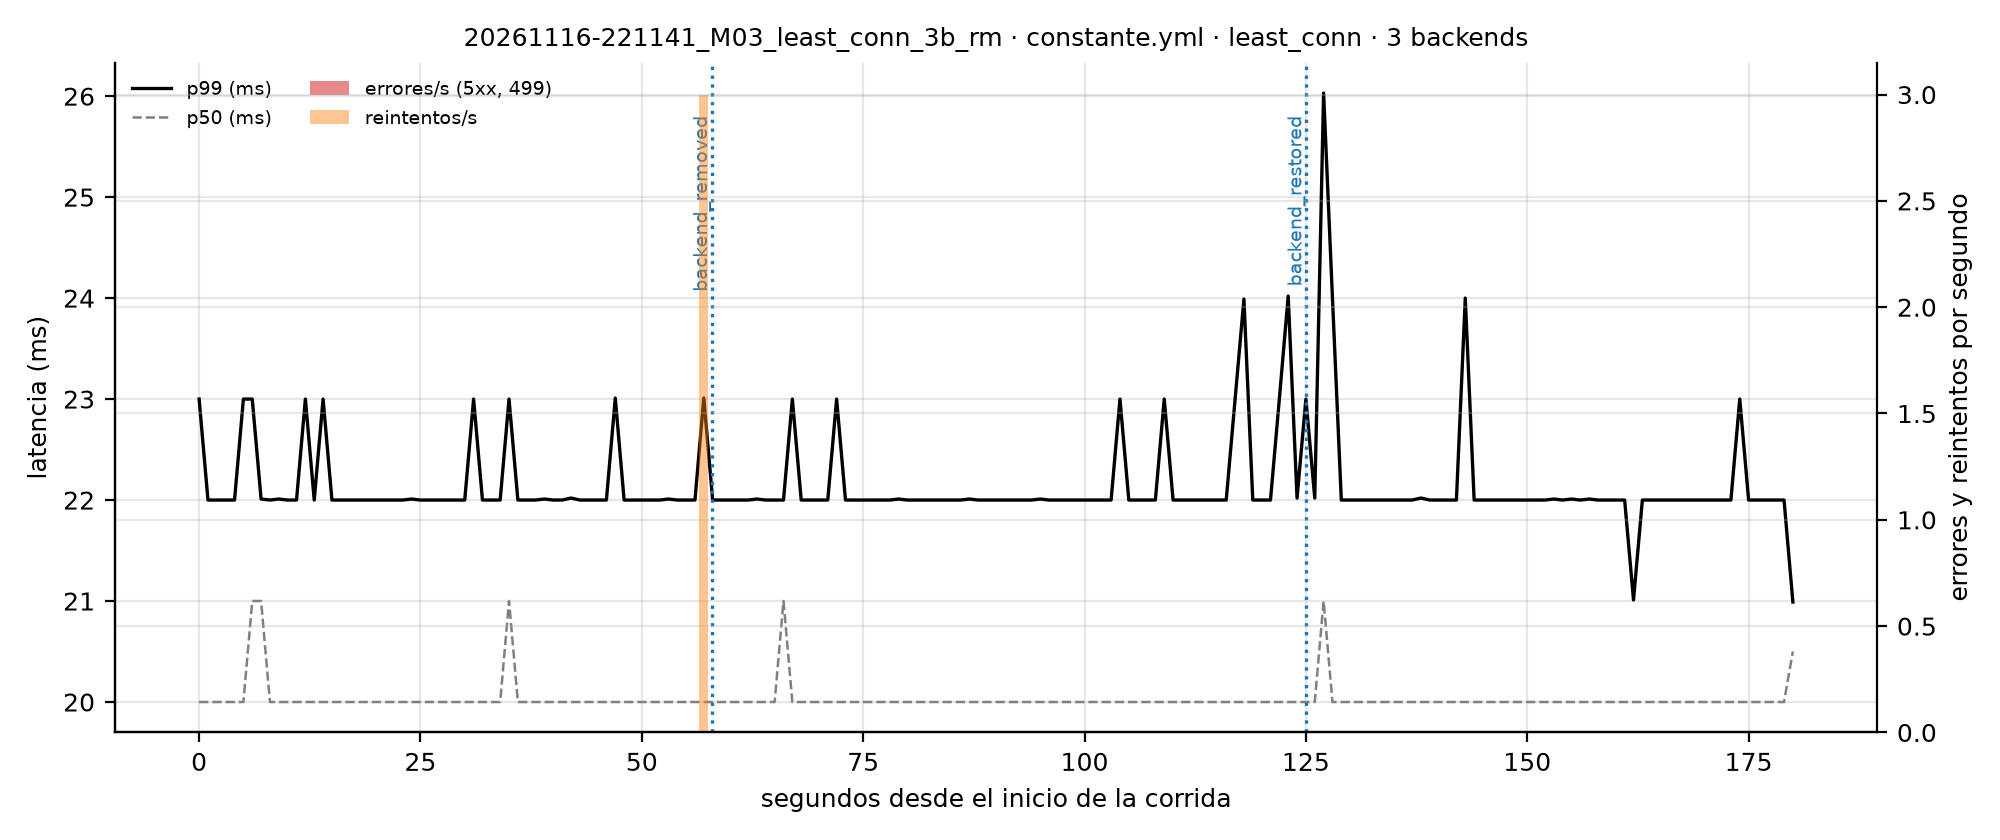 20261116-221141_M03_least_conn_3b_rm · constante.yml · least_conn · 3 backends
p99 (ms)
p50 (ms)
errores/s (5xx, 499)
reintentos/s
backend_removed
backend_restored
latencia (ms)
26
25
24
23
22
21
20
3.0
2.5
2.0
1.5
1.0
0.5
0.0
errores y reintentos por segundo
0 25 50 75 100 125 150 175
segundos desde el inicio de la corrida